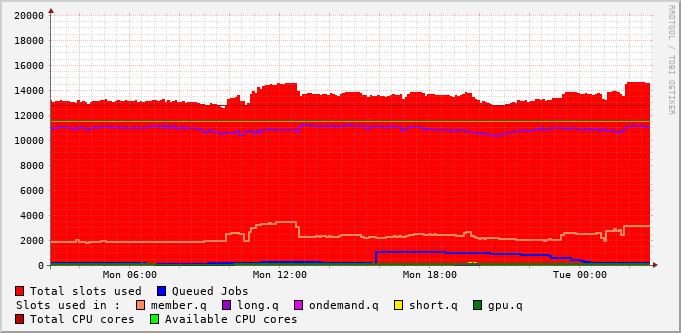 RRDTOOL / TOBI OETIKER
20000
18000
16000
14000
12000
10000
8000
6000
4000
2000
0
Mon 06:00 Mon 12:00 Mon 18:00 Tue 00:00
Total slots used Queued Jobs
Slots used in : member.q long.q ondemand.q short.q gpu.q
Total CPU cores Available CPU cores